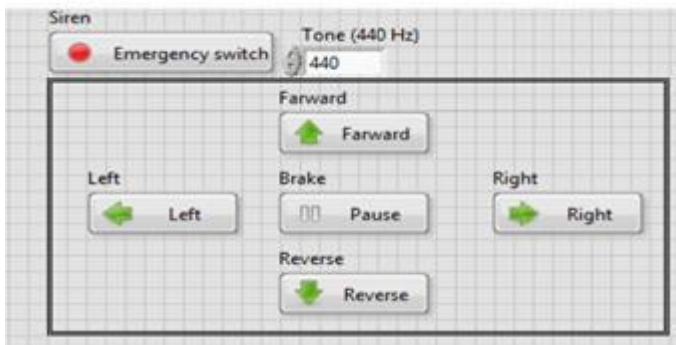 Siren
Emergency switch
Tone (440 Hz)
440
Farward
Farward
Left
Brake
Right
Left
Pause
Right
Reverse
Reverse